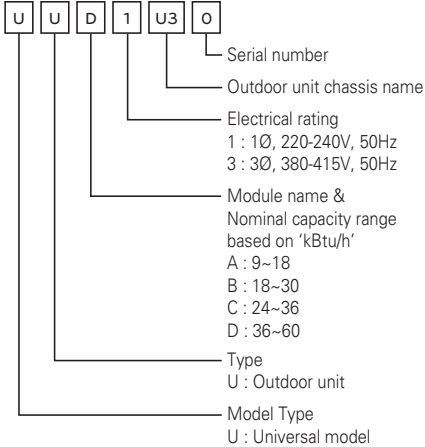 U U D 1 U3 0
Serial number
Outdoor unit chassis name
Electrical rating
1 : 1Ø, 220-240V, 50Hz
3 : 3Ø, 380-415V, 50Hz
Module name &
Nominal capacity range
based on ‘kBtu/h’
A : 9~18
B : 18~30
C : 24~36
D : 36~60
Type
U : Outdoor unit
Model Type
U : Universal model